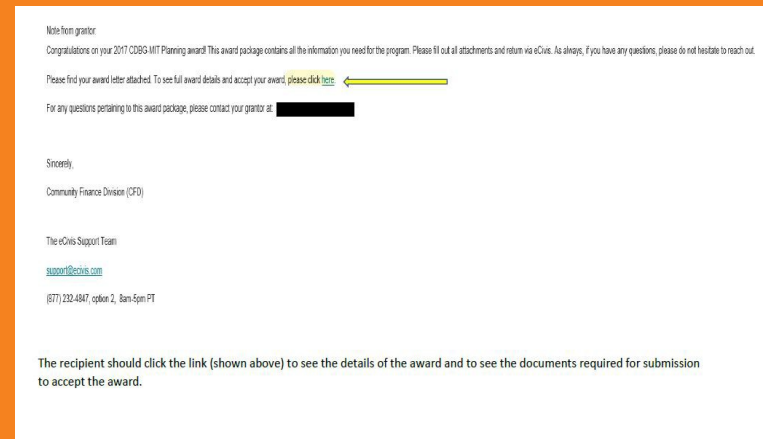 Note from grantor
Congratulations on your 2017 CDBG-MIT Planning award! This award package contains all the information you need for the program. Please fill out all attachments and return via eCivis. As always, if you have any questions, please do not hesitate to reach out.
Please find your award letter attached. To see full award details and accept your award, please click here.
For any questions pertaining to this award package, please contact your grantor at:
Sincerely,
Community Finance Division (CFD)
The eCivis Support Team
support@ecivis.com
(877) 232-4847, option 2, 8am-5pm PT
The recipient should click the link (shown above) to see the details of the award and to see the documents required for submission
to accept the award.